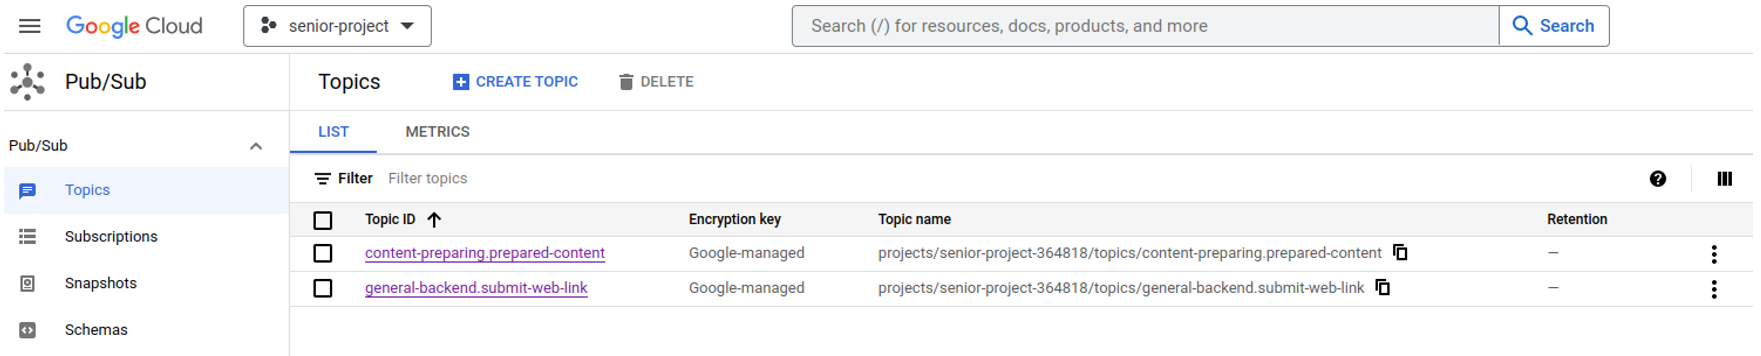 Google Cloud senior-project Search (/) for resources, docs, products, and more Search
Pub/Sub Topics CREATE TOPIC DELETE
LIST METRICS
Pub/Sub
Filter Filter topics
Topics
Topic ID Encryption key Topic name Retention
Subscriptions
content-preparing.prepared-content Google-managed projects/senior-project-364818/topics/content-preparing.prepared-content —
Snapshots
general-backend.submit-web-link Google-managed projects/senior-project-364818/topics/general-backend.submit-web-link —
Schemas